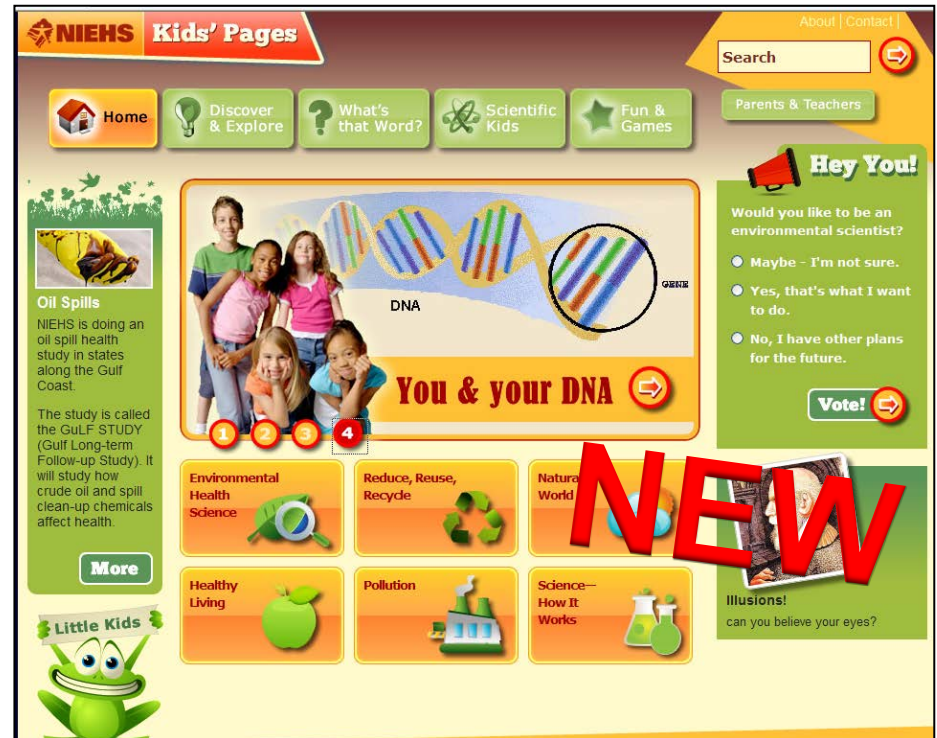 NIEHS Kids' Pages
About | Contact |
Search
Home
Discover
& Explore
What's
that Word?
Scientific
Kids
Fun &
Games
Parents & Teachers
Oil Spills
NIEHS is doing an
oil spill health
study in states
along the Gulf
Coast.
The study is called
the GuLF STUDY
(Gulf Long-term
Follow-up Study). It
will study how
crude oil and spill
clean-up chemicals
affect health.
More
Little Kids
DNA
GENE
You & your DNA
1 2 3 4
Environmental
Health
Science
Reduce, Reuse,
Recycle
Natura
World
Healthy
Living
Pollution
Science—
How It
Works
Hey You!
Would you like to be an
environmental scientist?
Maybe - I'm not sure.
Yes, that's what I want
to do.
No, I have other plans
for the future.
Vote!
NEW
Illusions!
can you believe your eyes?